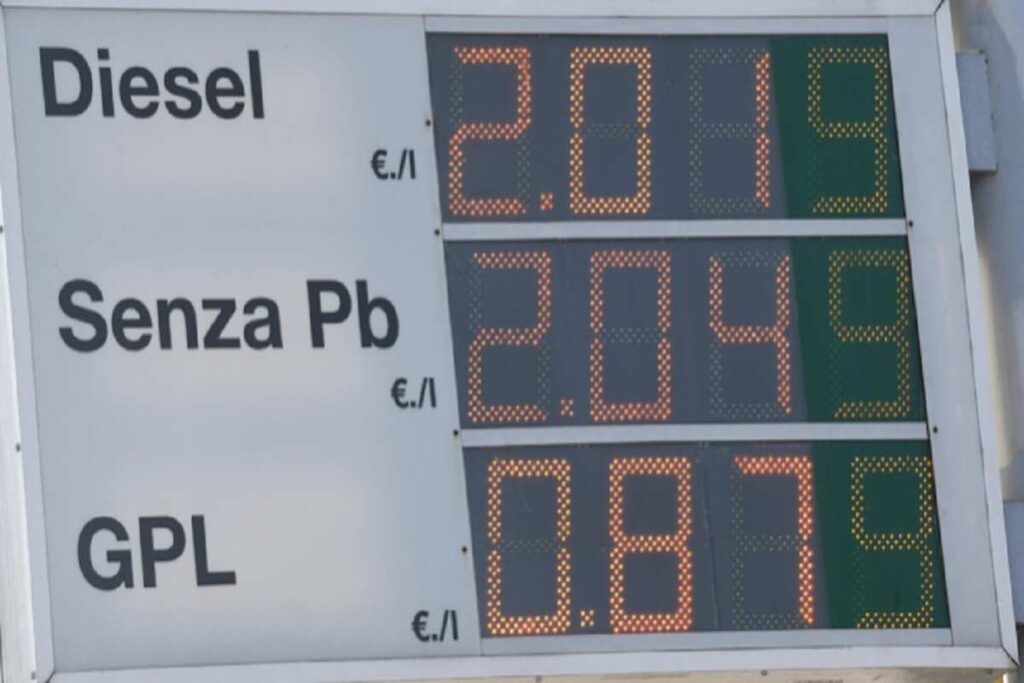 Diesel 2.019
€./l
Senza Pb 2.049
€./l
GPL 0.879
€./l